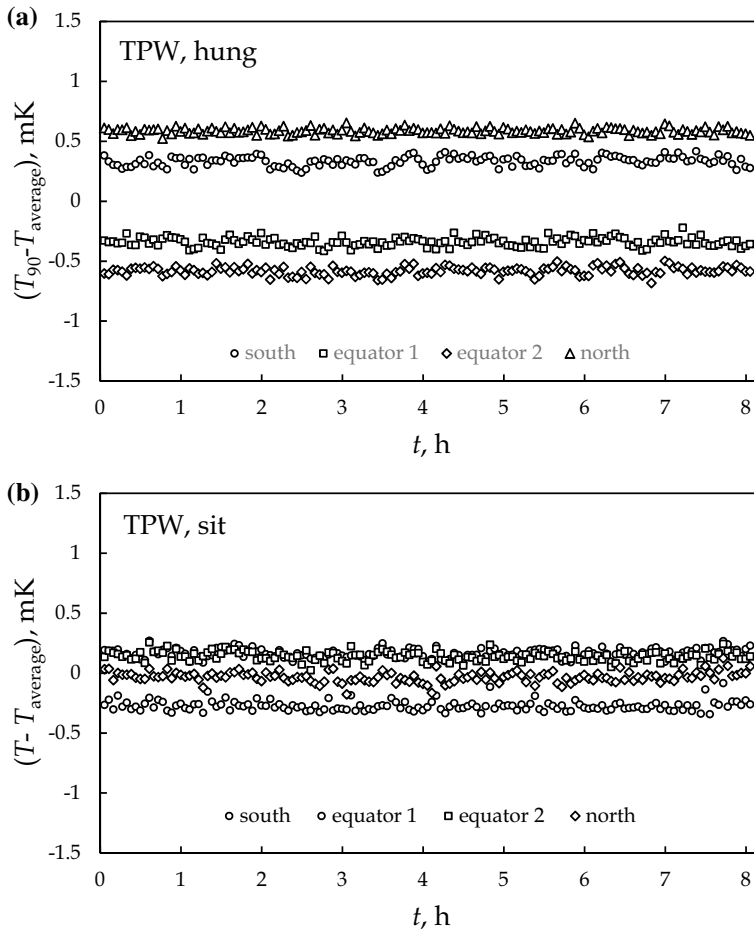 (a)
1.5
TPW, hung
1
0.5
0
-0.5
-1
-1.5
(T90-Taverage), mK
south equator 1 equator 2 north
0 1 2 3 4 5 6 7 8
t, h
(b)
1.5
TPW, sit
1
0.5
0
-0.5
-1
-1.5
(T- Taverage), mK
south equator 1 equator 2 north
0 1 2 3 4 5 6 7 8
t, h